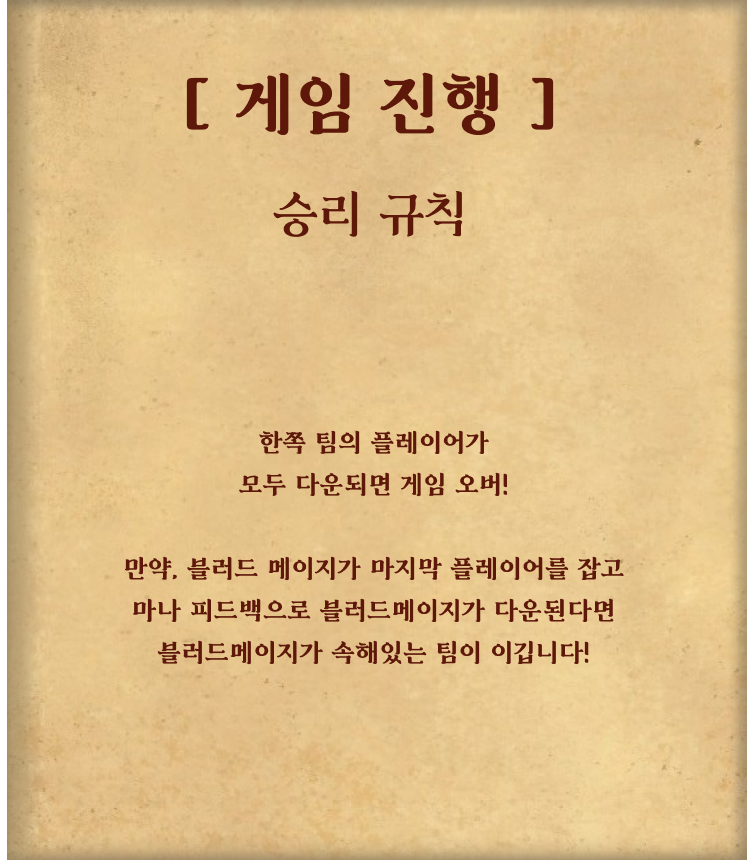 [ 게임 진행 ]
승리 규칙
한쪽 팀의 플레이어가
모두 다운되면 게임 오버!
만약, 블러드 메이지가 마지막 플레이어를 잡고
마나 피드백으로 블러드메이지가 다운된다면
블러드메이지가 속해있는 팀이 이깁니다!